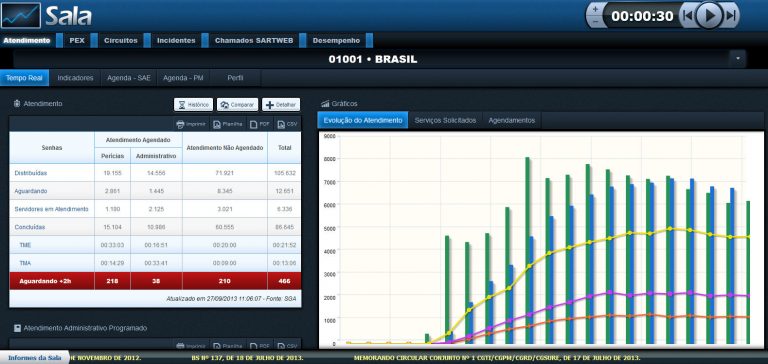 Sala
00:00:30
Atendimento PEX Circuitos Incidentes Chamados SARTWEB Desempenho
01001 • BRASIL
Tempo Real Indicadores Agenda - SAE Agenda - PM Perfil
Atendimento Histórico Comparar Detalhar
Imprimir Planilha PDF CSV
Senhas Atendimento Agendado Atendimento Não Agendado Total
Perícias Administrativo
Distribuídas 19.155 14.556 71.921 105.632
Aguardando 2.861 1.445 8.345 12.651
Servidores em Atendimento 1.190 2.125 3.021 6.336
Concluídas 15.104 10.986 60.555 86.645
TME 00:33:03 00:16:51 00:20:00 00:21:52
TMA 00:14:29 00:33:41 00:09:00 00:13:06
Aguardando +2h 218 38 210 466
Atualizado em 27/09/2013 11:06:07 - Fonte: SGA
Atendimento Administrativo Programado
Imprimir Planilha PDF CSV
Gráficos
Evolução do Atendimento Serviços Solicitados Agendamentos
9000
8000
7000
6000
5000
4000
3000
2000
1000
0
Informes da Sala DE NOVEMBRO DE 2012. BS Nº 137, DE 18 DE JULHO DE 2013. MEMORANDO CIRCULAR CONJUNTO Nº 1 CGTI/CGPM/CGRD/CGSURE, DE 17 DE JULHO DE 2013.